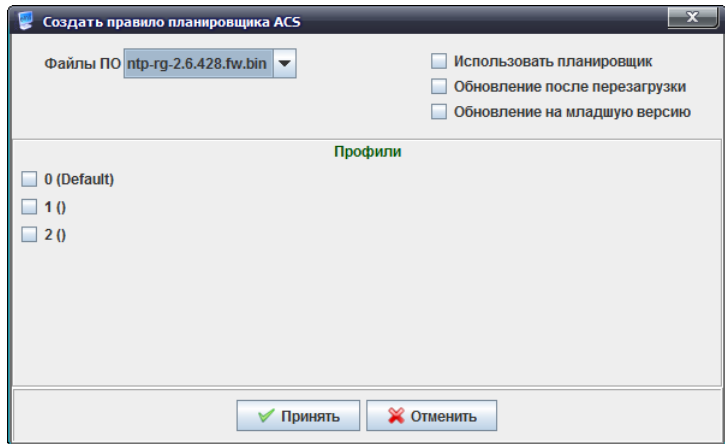 Создать правило планировщика ACS
Файлы ПО ntp-rg-2.6.428.fw.bin
Использовать планировщик
Обновление после перезагрузки
Обновление на младшую версию
Профили
0 (Default)
1 ()
2 ()
Принять Отменить